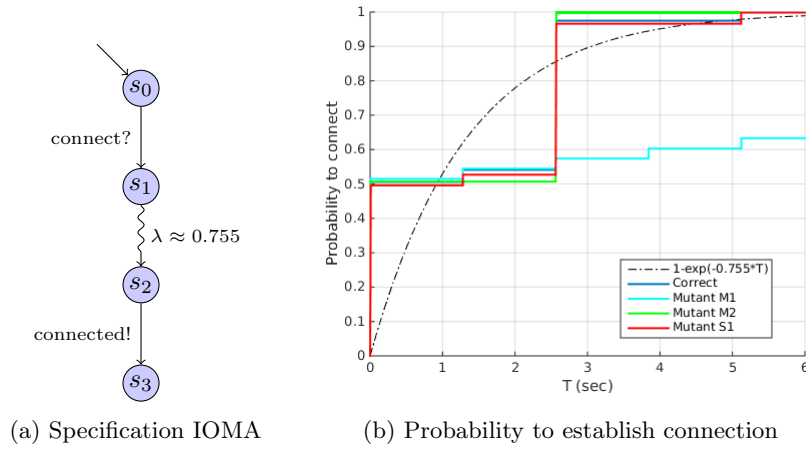 s0
connect?
s1
λ ≈ 0.755
s2
connected!
s3
(a) Specification IOMA
Probability to connect
1
0.9
0.8
0.7
0.6
0.5
0.4
0.3
0.2
0.1
0
0 1 2 3 4 5 6
T (sec)
1-exp(-0.755*T)
Correct
Mutant M1
Mutant M2
Mutant S1
(b) Probability to establish connection